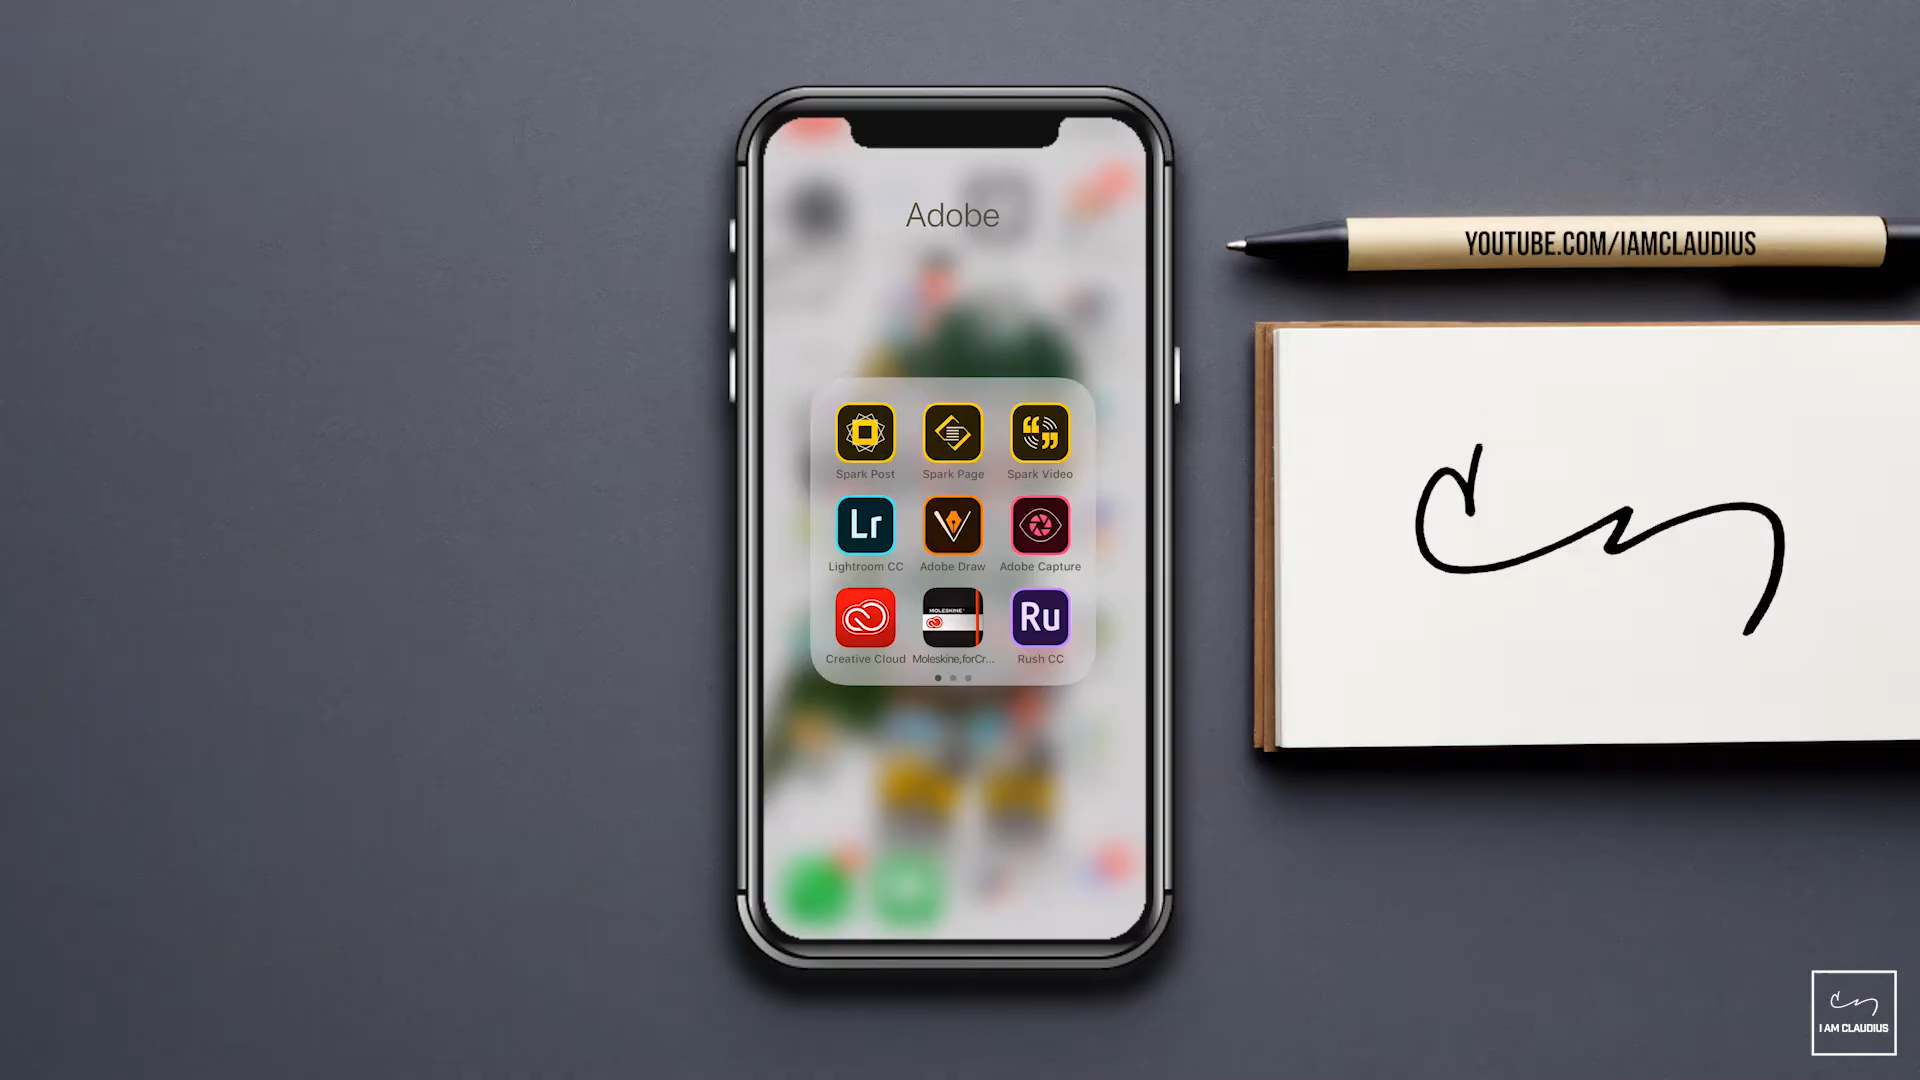 Adobe
YOUTUBE.COM/IAMCLAUDIUS
Spark Post Spark Page Spark Video
Lr
Lightroom CC Adobe Draw Adobe Capture
MOLESKINE
Ru
Creative Cloud Moleskine,forCr... Rush CC
I AM CLAUDIUS